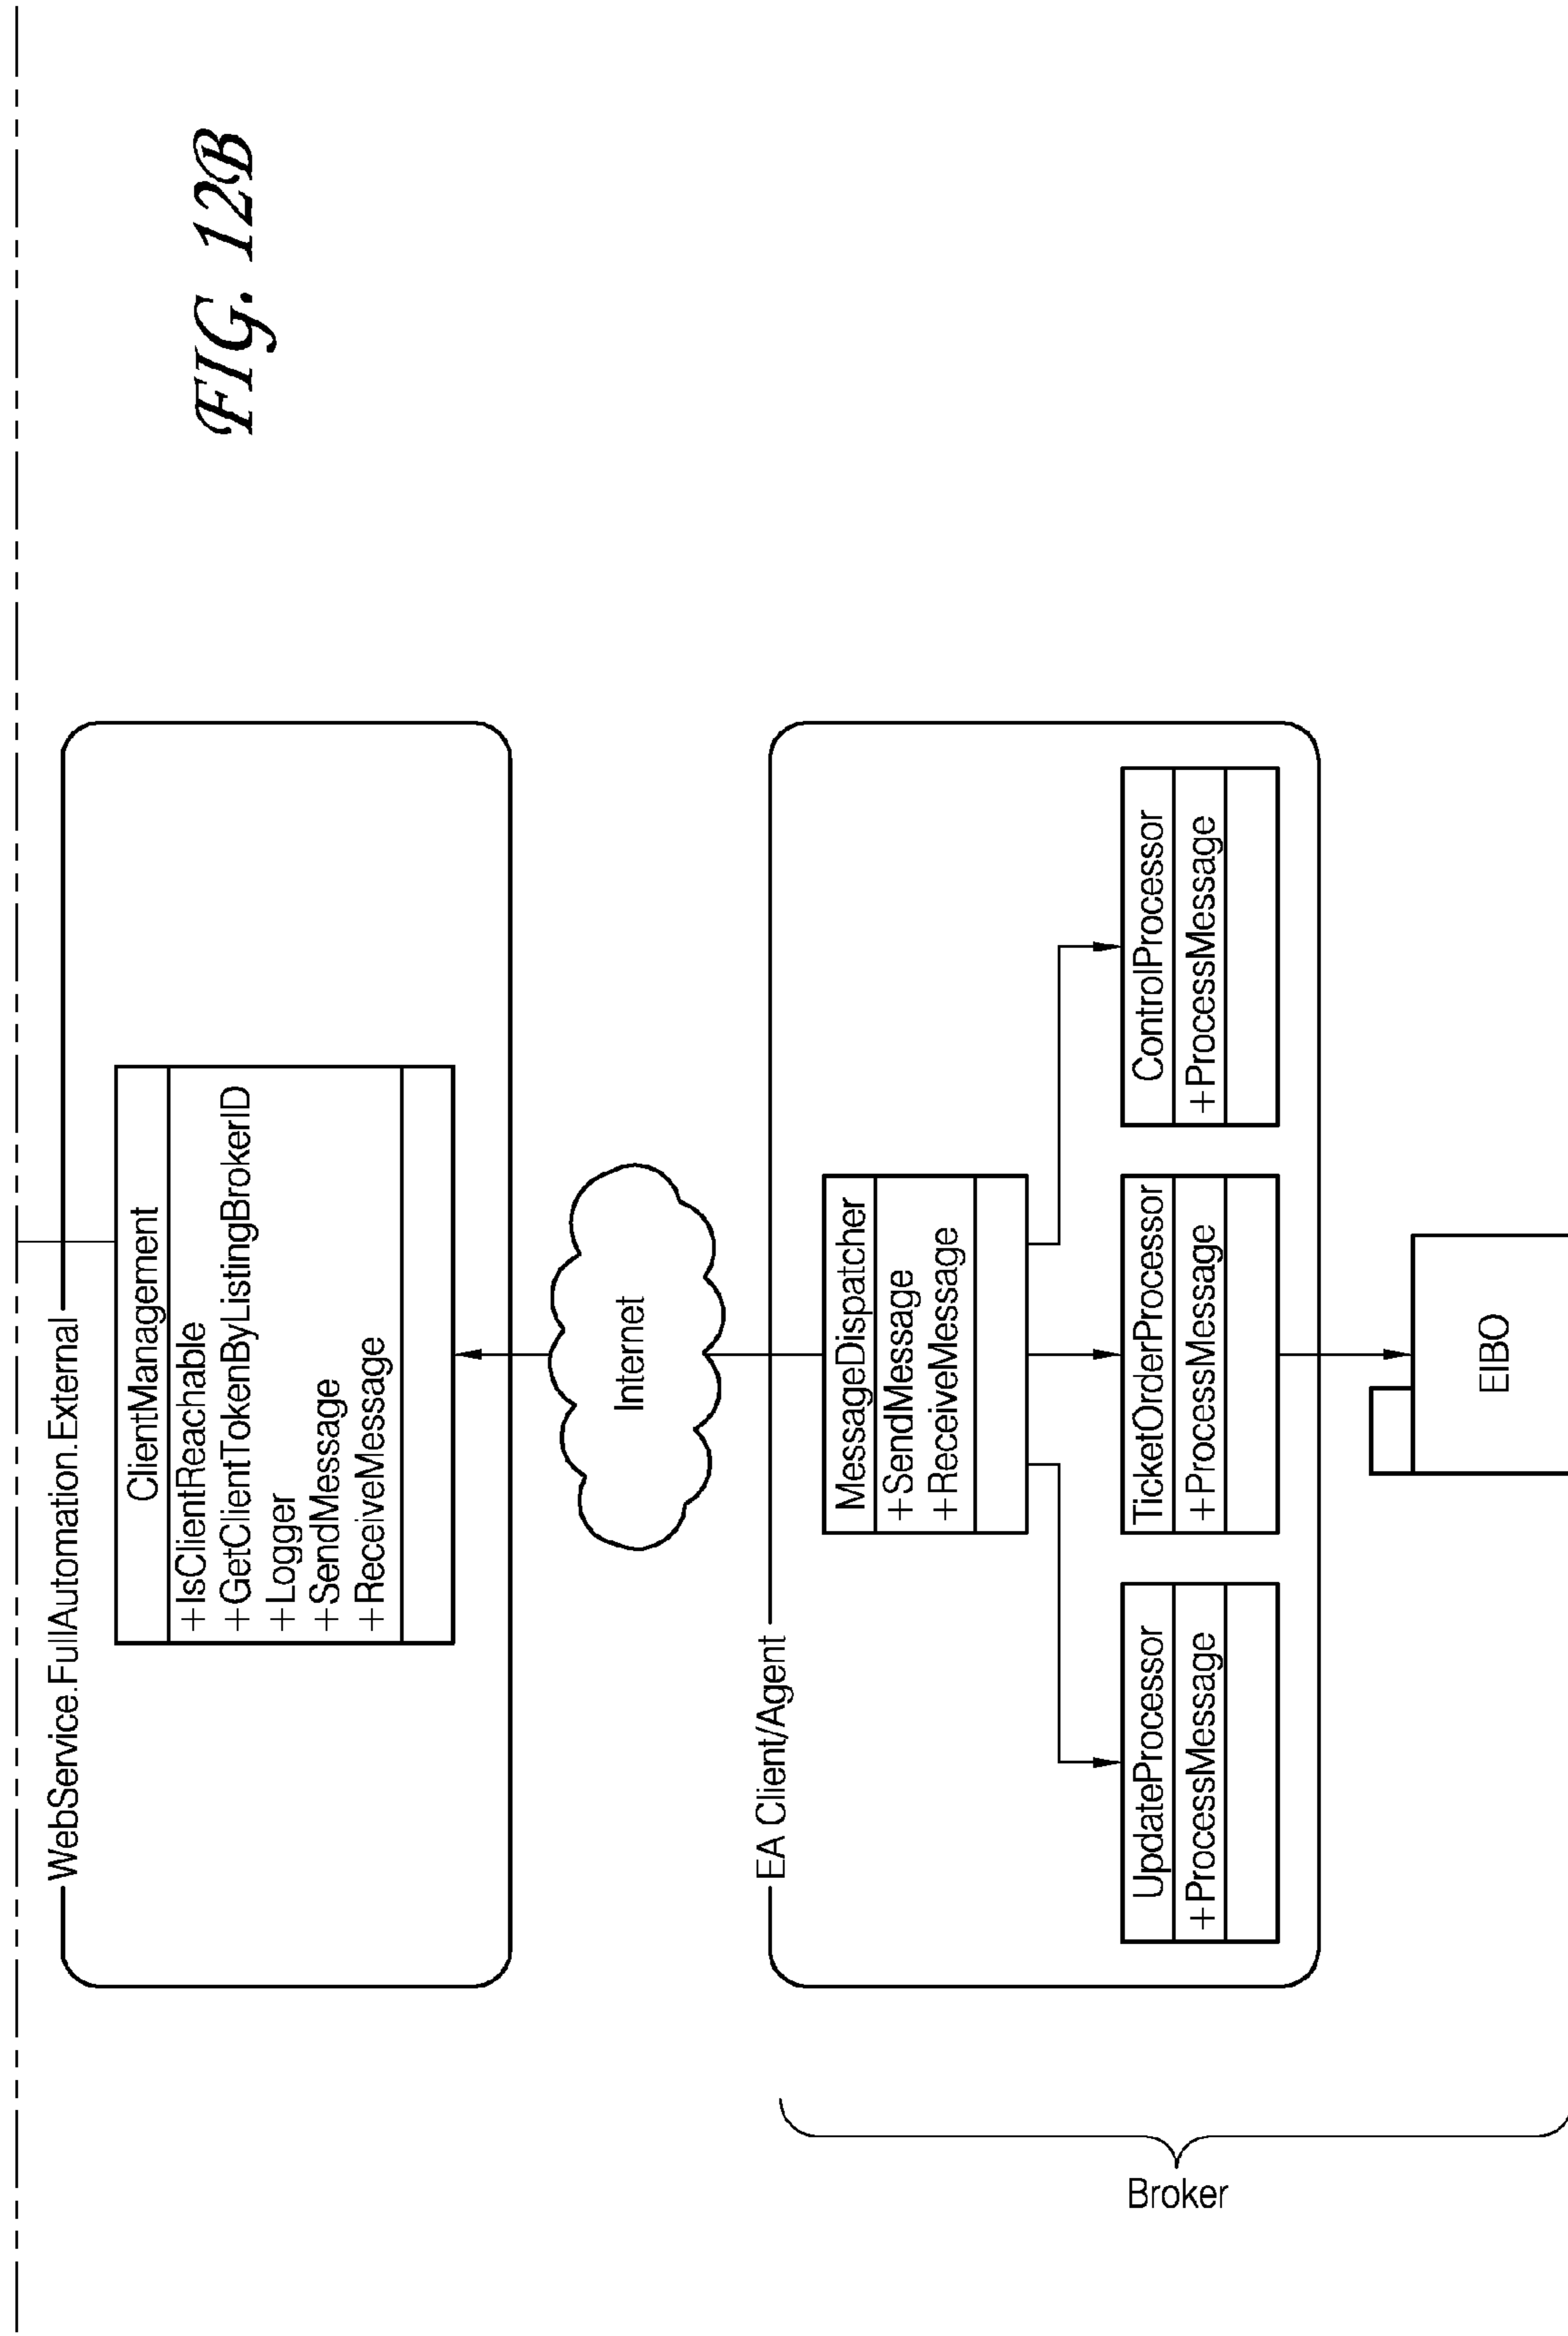 FIG. 12B
WebService.FullAutomation.External
ClientManagement
+IsClientReachable
+GetClientTokenByListingBrokerID
+Logger
+SendMessage
+ReceiveMessage
Internet
EA Client/Agent
MessageDispatcher
+SendMessage
+ReceiveMessage
UpdateProcessor
+ProcessMessage
TicketOrderProcessor
+ProcessMessage
ControlProcessor
+ProcessMessage
EIBO
Broker